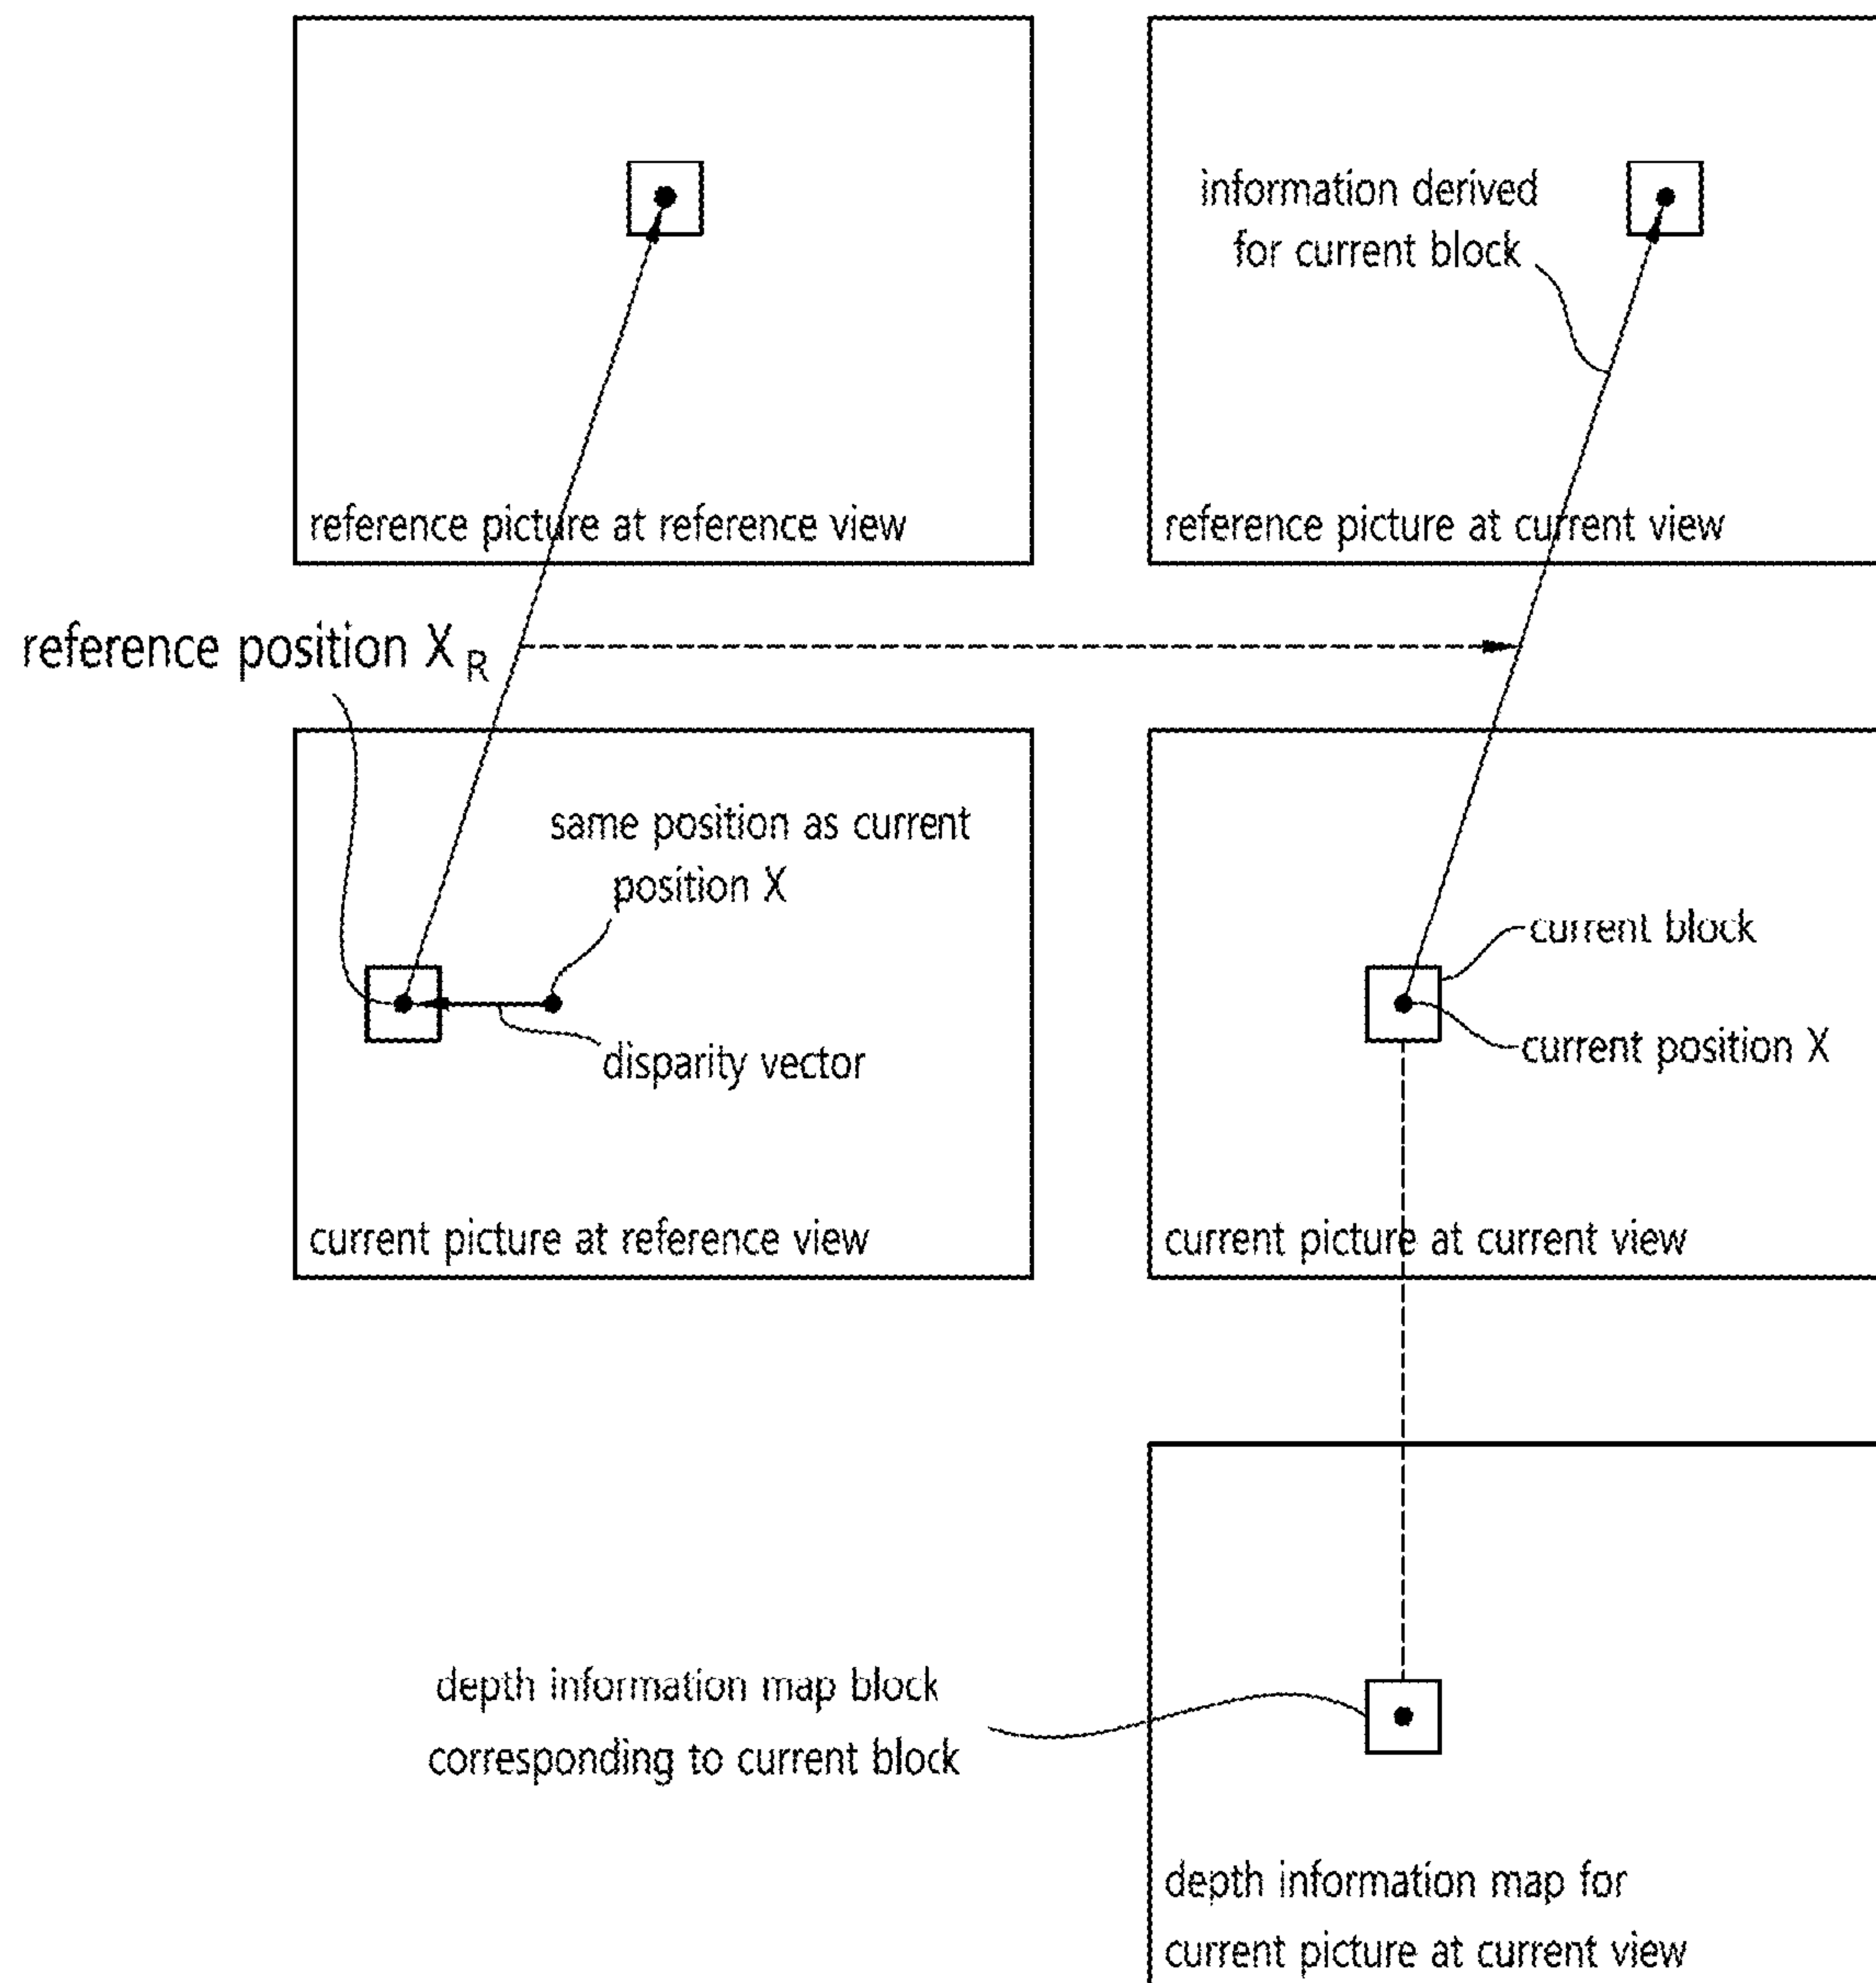 information derived
for current block
reference picture at reference view
reference picture at current view
reference position X R
same position as current
position X
current block
current position X
disparity vector
current picture at reference view
current picture at current view
depth information map block
corresponding to current block
depth information map for
current picture at current view